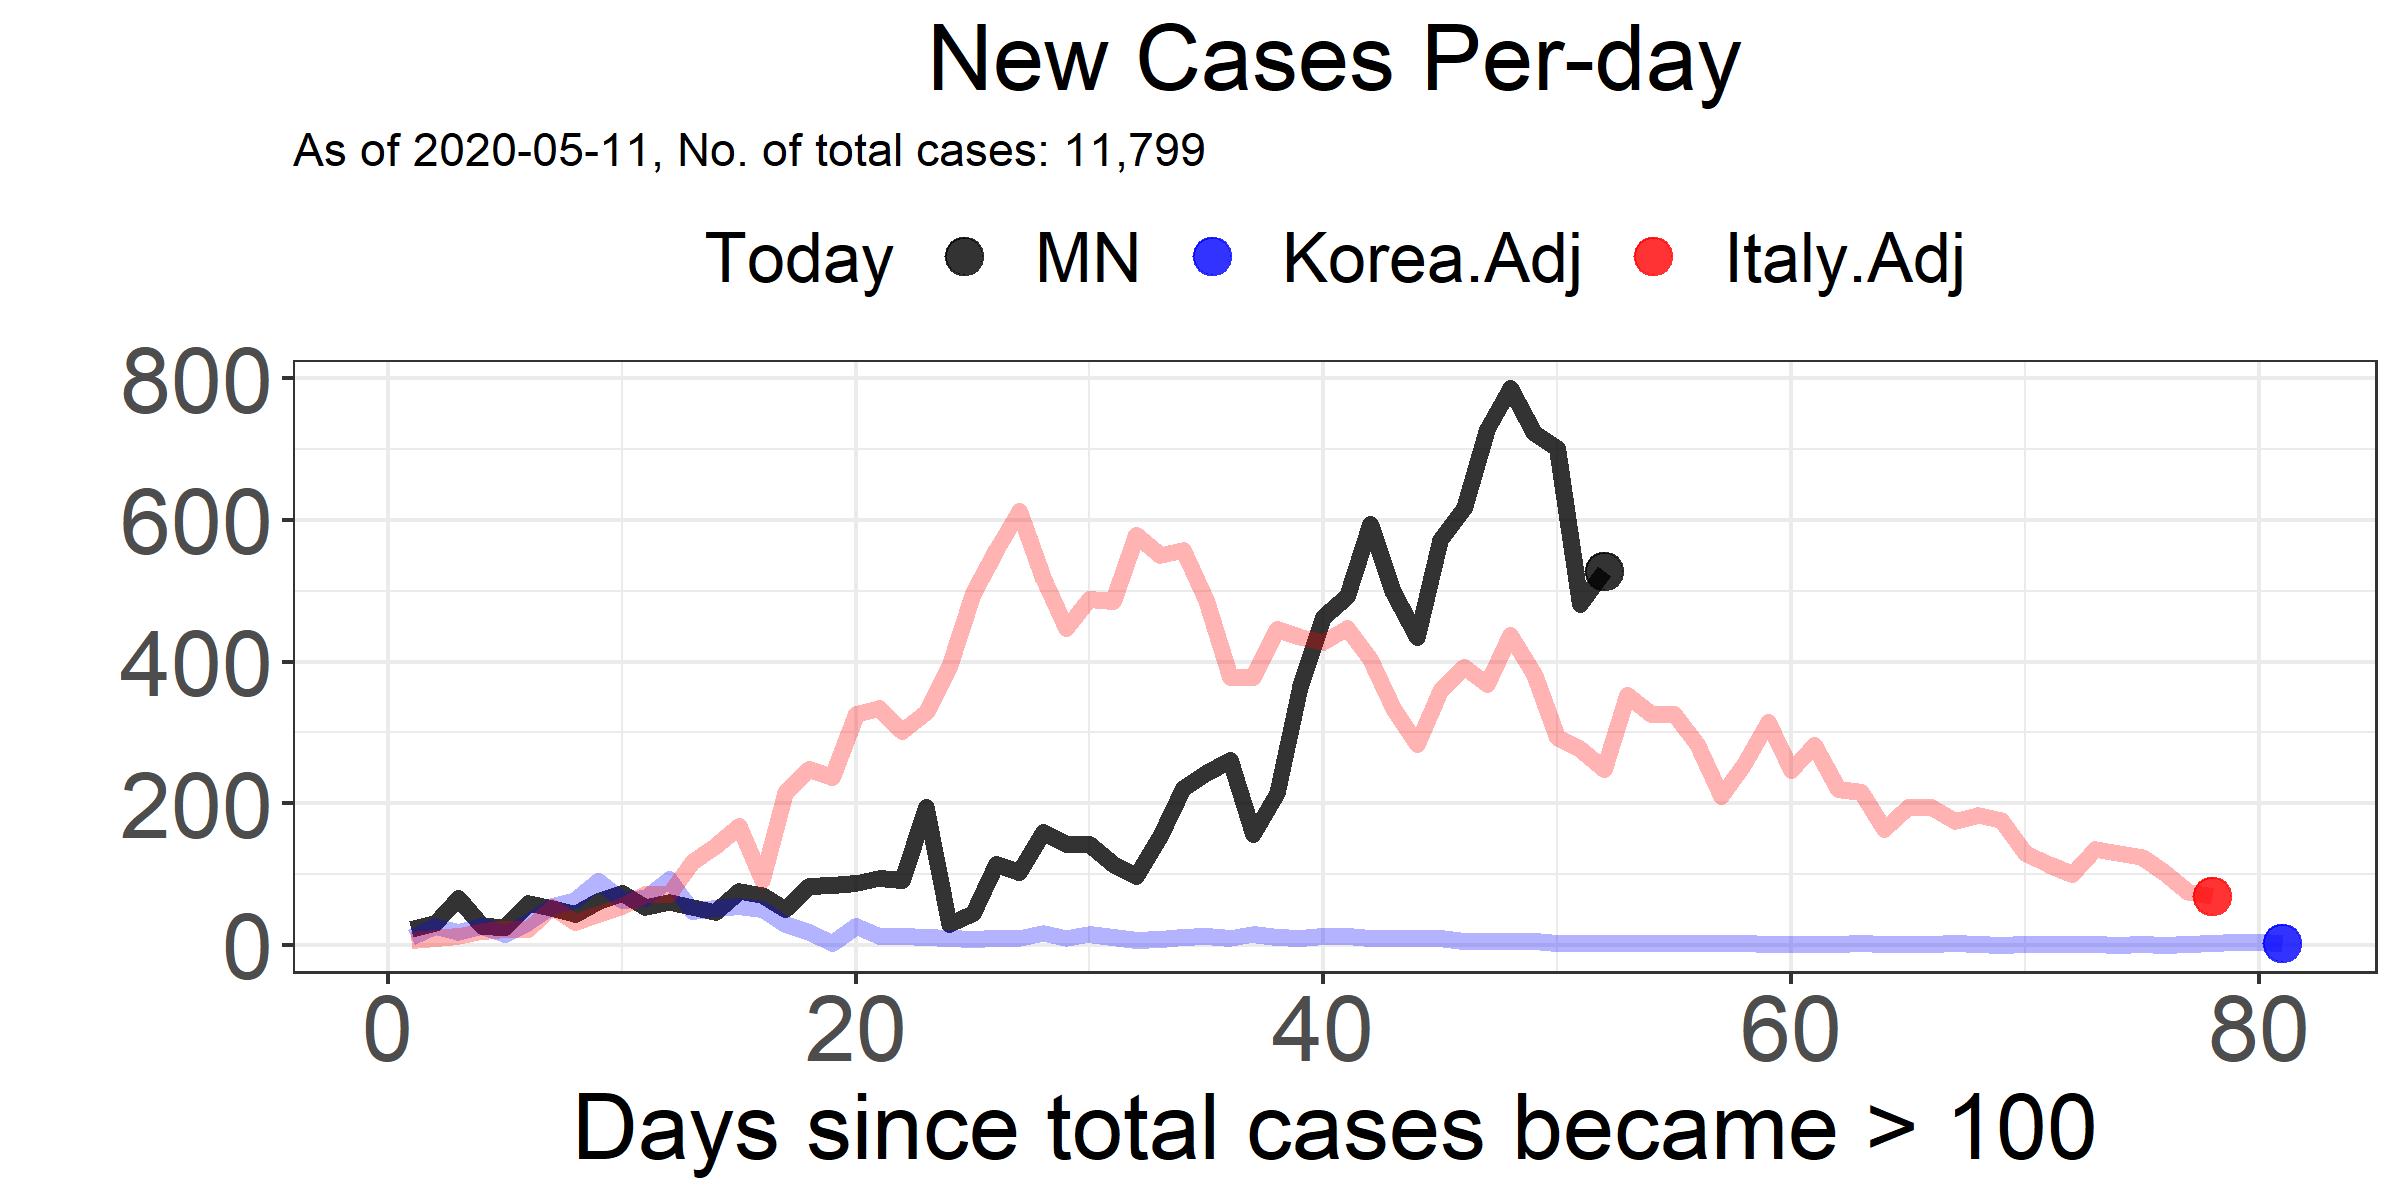 New Cases Per-day
As of 2020-05-11, No. of total cases: 11,799
Today MN Korea.Adj Italy.Adj
800
600
400
200
0
0 20 40 60 80
Days since total cases became > 100